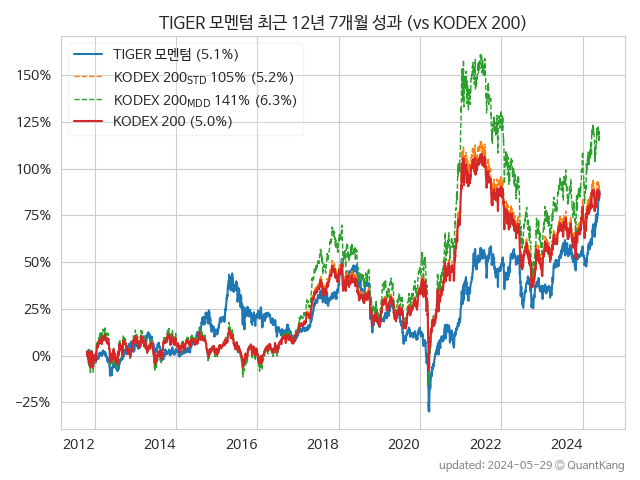 TIGER 모멘텀 최근 12년 7개월 성과 (vs KODEX 200)
TIGER 모멘텀 (5.1%)
KODEX 200STD 105% (5.2%)
KODEX 200MDD 141% (6.3%)
KODEX 200 (5.0%)
150%
125%
100%
75%
50%
25%
0%
−25%
2012 2014 2016 2018 2020 2022 2024
updated: 2024-05-29 © QuantKang